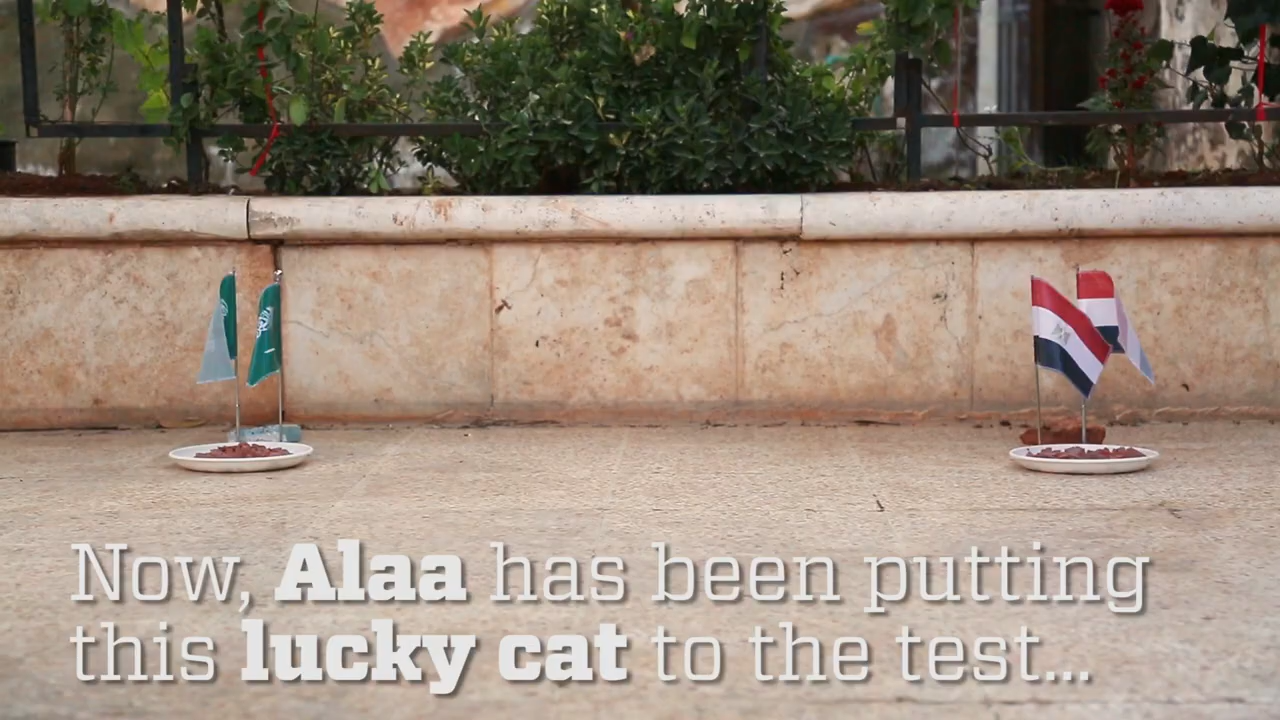 Now, Alaa has been putting
this lucky cat to the test...